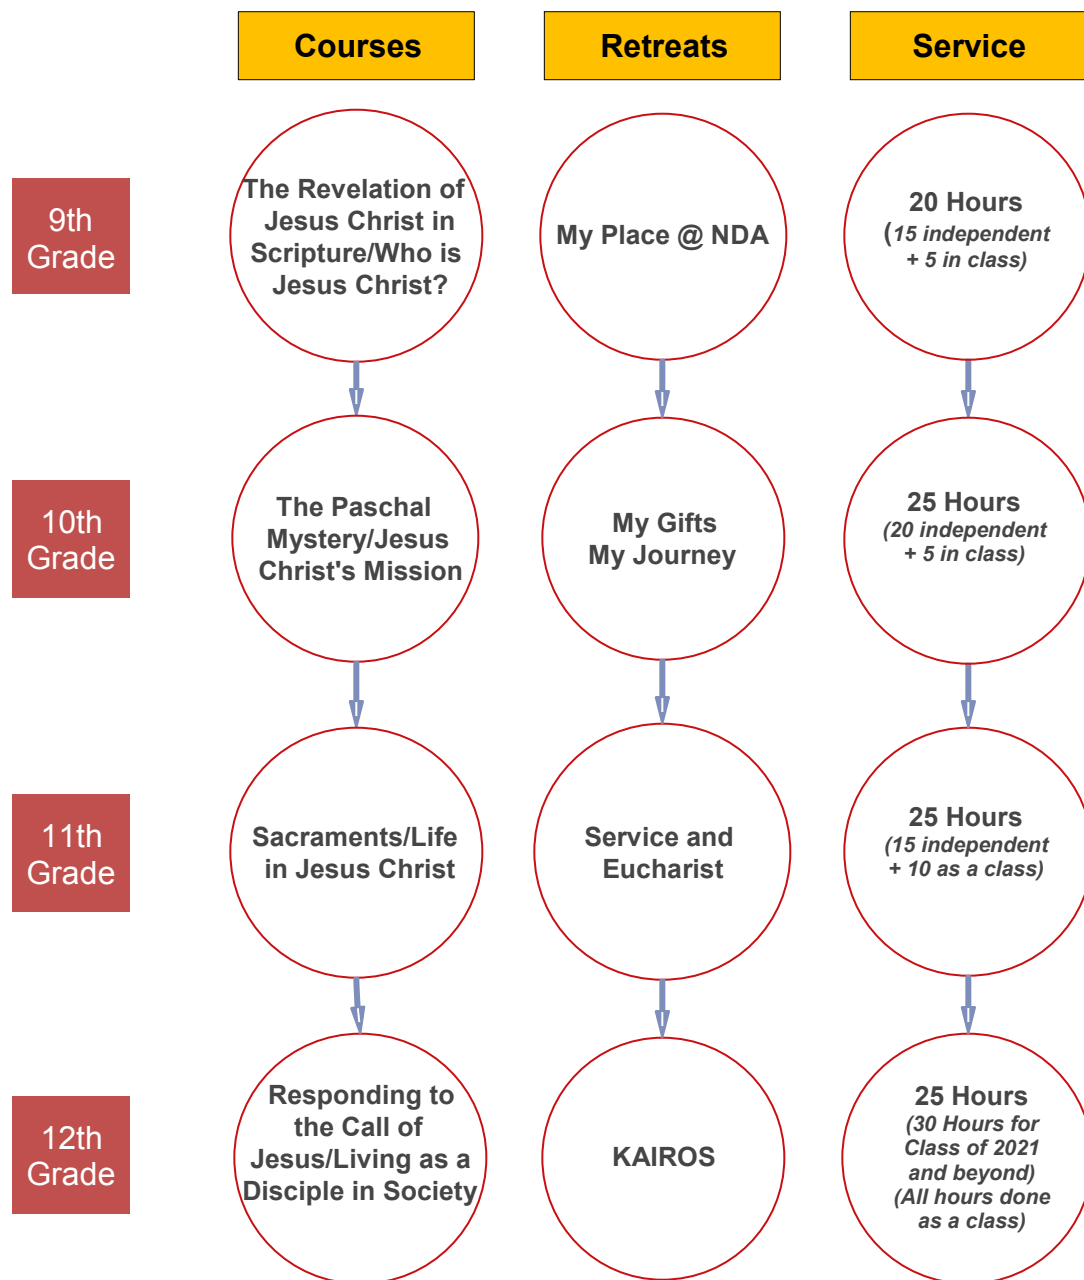 Courses
Retreats
Service
9th
Grade
The Revelation of
Jesus Christ in
Scripture/Who is
Jesus Christ?
My Place @ NDA
20 Hours
(15 independent
+ 5 in class)
10th
Grade
The Paschal
Mystery/Jesus
Christ's Mission
My Gifts
My Journey
25 Hours
(20 independent
+ 5 in class)
11th
Grade
Sacraments/Life
in Jesus Christ
Service and
Eucharist
25 Hours
(15 independent
+ 10 as a class)
12th
Grade
Responding to
the Call of
Jesus/Living as a
Disciple in Society
KAIROS
25 Hours
(30 Hours for
Class of 2021
and beyond)
(All hours done
as a class)